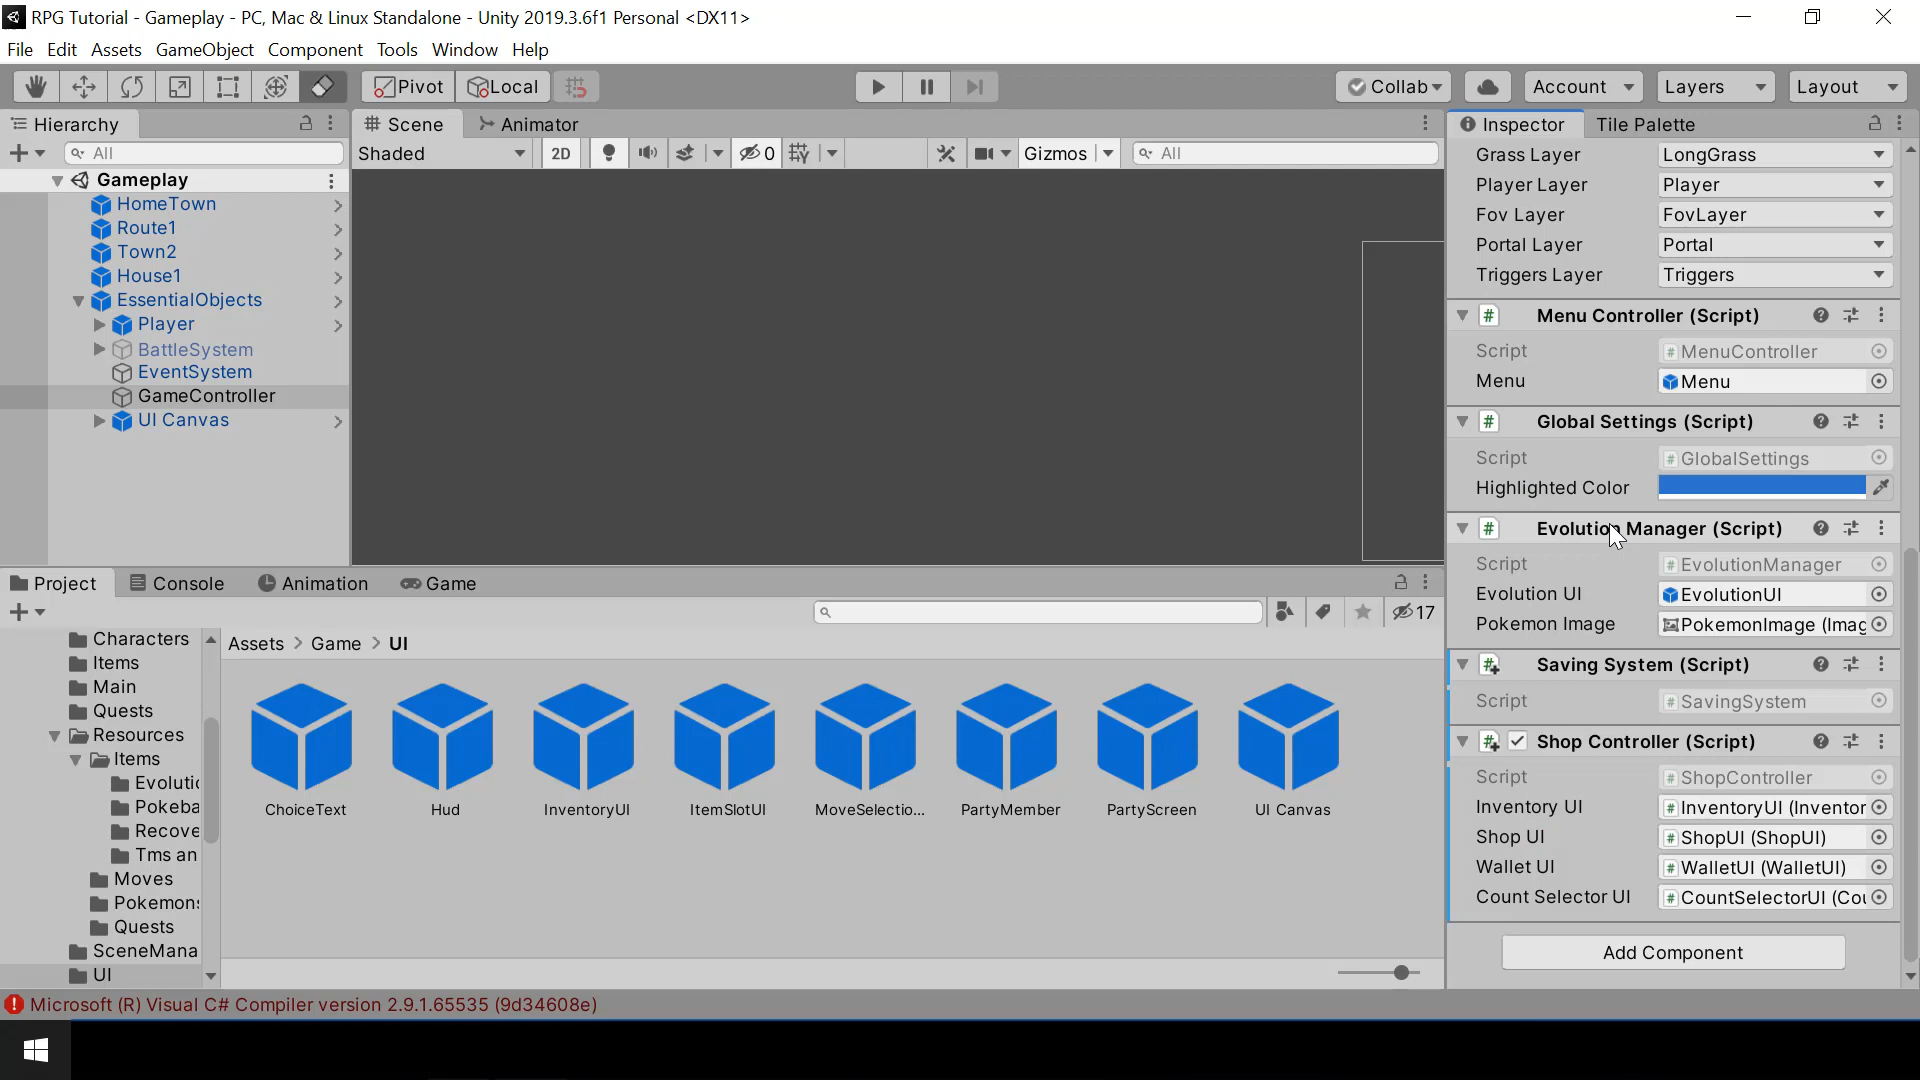 RPG Tutorial - Gameplay - PC, Mac & Linux Standalone - Unity 2019.3.6f1 Personal <DX11>
File Edit Assets GameObject Component Tools Window Help
Pivot Local Collab Account Layers Layout
Hierarchy
All
Gameplay
HomeTown
Route1
Town2
House1
EssentialObjects
Player
BattleSystem
EventSystem
GameController
UI Canvas
Scene Animator
Shaded 2D 0 Gizmos All
Inspector Tile Palette
Grass Layer LongGrass
Player Layer Player
Fov Layer FovLayer
Portal Layer Portal
Triggers Layer Triggers
# Menu Controller (Script)
Script # MenuController
Menu Menu
# Global Settings (Script)
Script # GlobalSettings
Highlighted Color
# Evolution Manager (Script)
Script # EvolutionManager
Evolution UI EvolutionUI
Pokemon Image PokemonImage (Imag
# Saving System (Script)
Script # SavingSystem
# Shop Controller (Script)
Script # ShopController
Inventory UI # InventoryUI (Inventor
Shop UI # ShopUI (ShopUI)
Wallet UI # WalletUI (WalletUI)
Count Selector UI # CountSelectorUI (Cou
Add Component
Project Console Animation Game
17
Characters
Items
Main
Quests
Resources
Items
Evolutio
Pokeba
Recove
Tms an
Moves
Pokemons
Quests
SceneMana
UI
Assets > Game > UI
ChoiceText Hud InventoryUI ItemSlotUI MoveSelectio... PartyMember PartyScreen UI Canvas
Microsoft (R) Visual C# Compiler version 2.9.1.65535 (9d34608e)